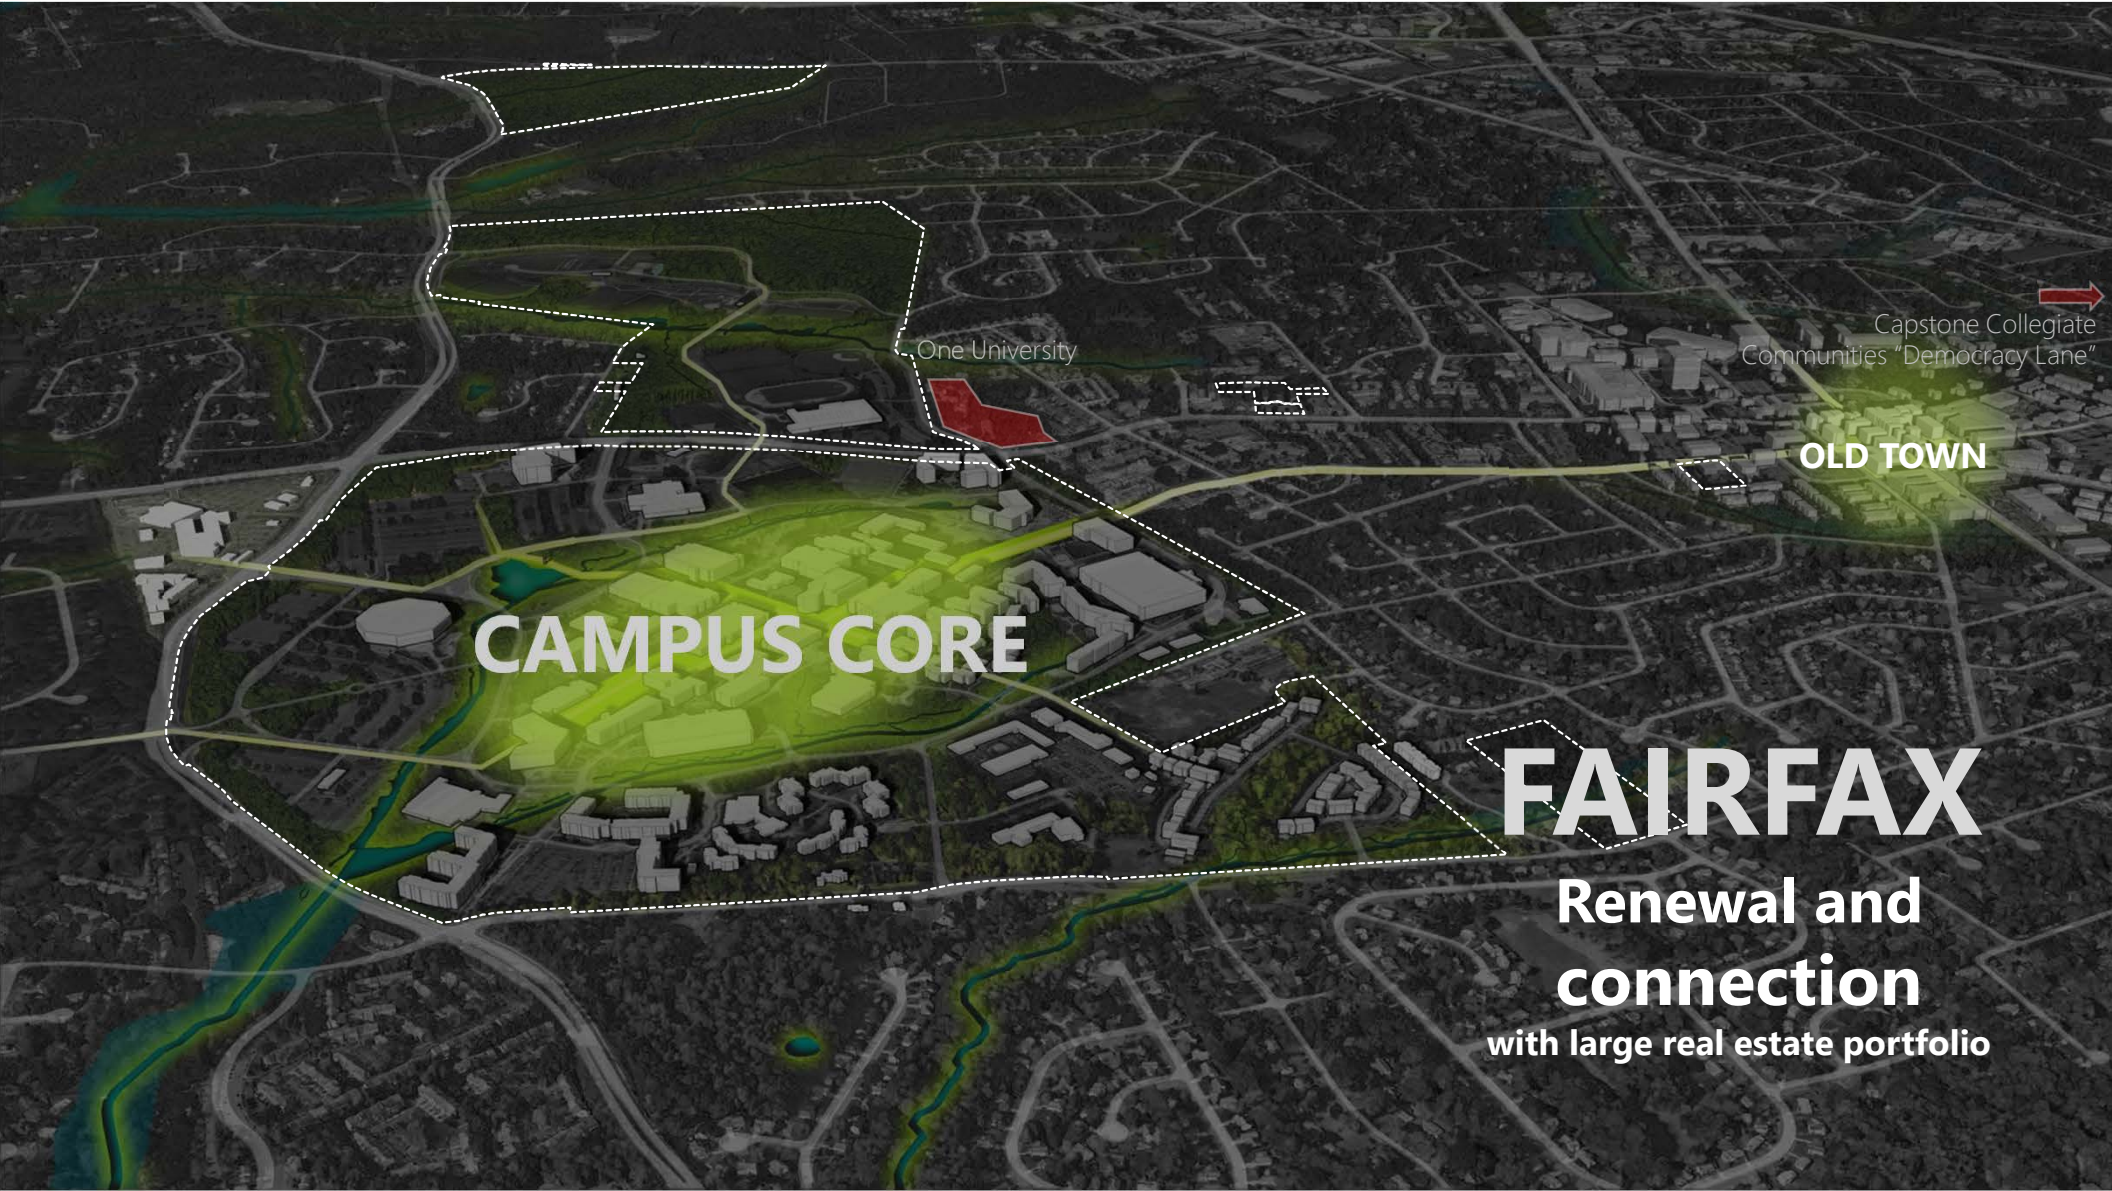 One University
Capstone Collegiate
Communities “Democracy Lane”
OLD TOWN
CAMPUS CORE
FAIRFAX
Renewal and
connection
with large real estate portfolio